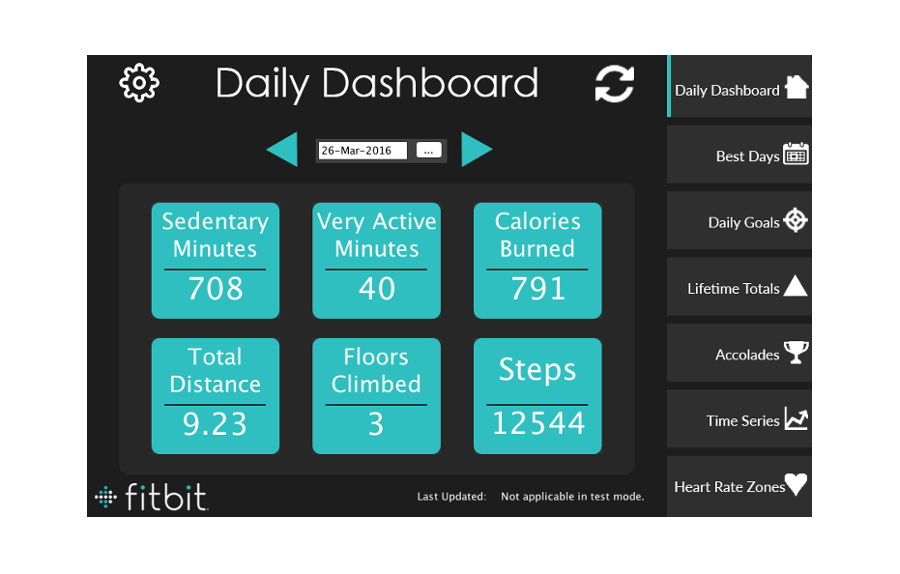 Daily Dashboard
26-Mar-2016 ...
Sedentary
Minutes
708
Very Active
Minutes
40
Calories
Burned
791
Total
Distance
9.23
Floors
Climbed
3
Steps
12544
fitbit
Last Updated: Not applicable in test mode.
Daily Dashboard
Best Days
Daily Goals
Lifetime Totals
Accolades
Time Series
Heart Rate Zones